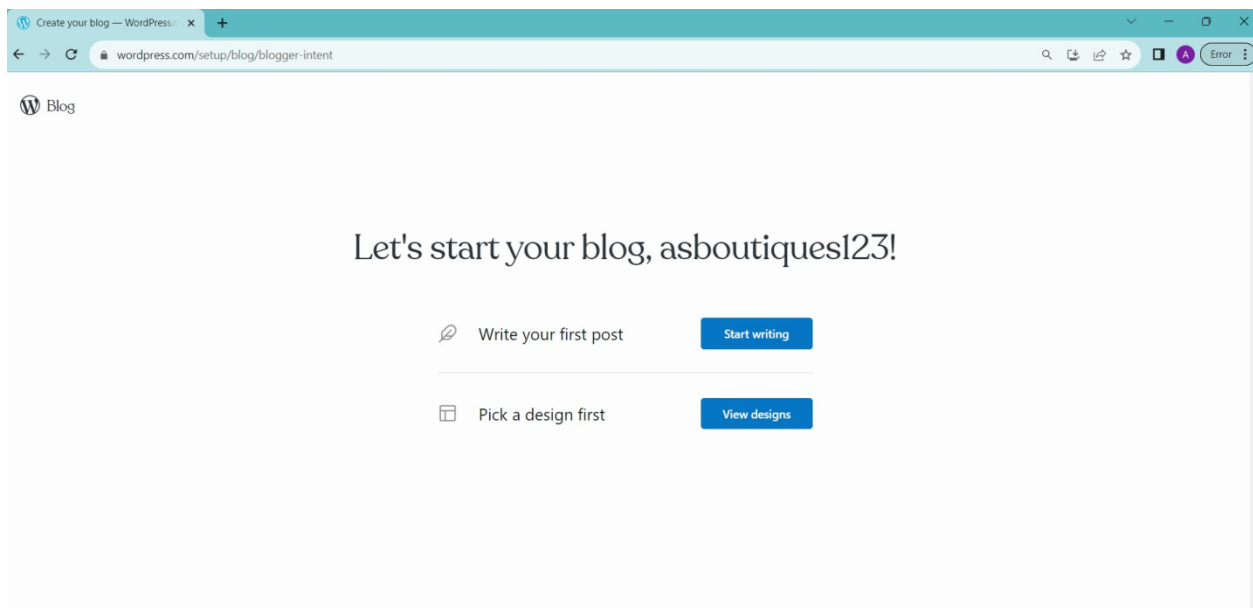 Create your blog — WordPress.
wordpress.com/setup/blog/blogger-intent
A
Error
Blog
Let's start your blog, asboutiques123!
Write your first post
Start writing
Pick a design first
View designs